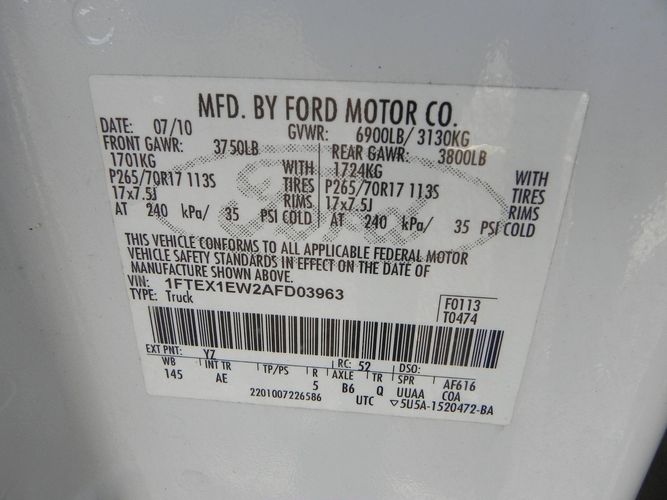 MFD. BY FORD MOTOR CO.
DATE: 07/10 GVWR: 6900LB/ 3130KG
FRONT GAWR: 3750LB REAR GAWR: 3800LB
1701KG WITH 1724KG WITH
P265/70R17 113S TIRES P265/70R17 113S TIRES
17x7.5J RIMS 17x7.5J RIMS
AT 240 kPa/ 35 PSI COLD AT 240 kPa/ 35 PSI COLD
THIS VEHICLE CONFORMS TO ALL APPLICABLE FEDERAL MOTOR
VEHICLE SAFETY STANDARDS IN EFFECT ON THE DATE OF
MANUFACTURE SHOWN ABOVE.
VIN: 1FTEX1EW2AFD03963 F0113
TYPE: Truck T0474
EXT PNT: YZ RC: 52 DSO:
WB INT TR TP/PS R AXLE TR SPR AF616
145 AE 5 B6 Q UUAA COA
2201007226586 UTC ▽5U5A-1520472-BA
Ford